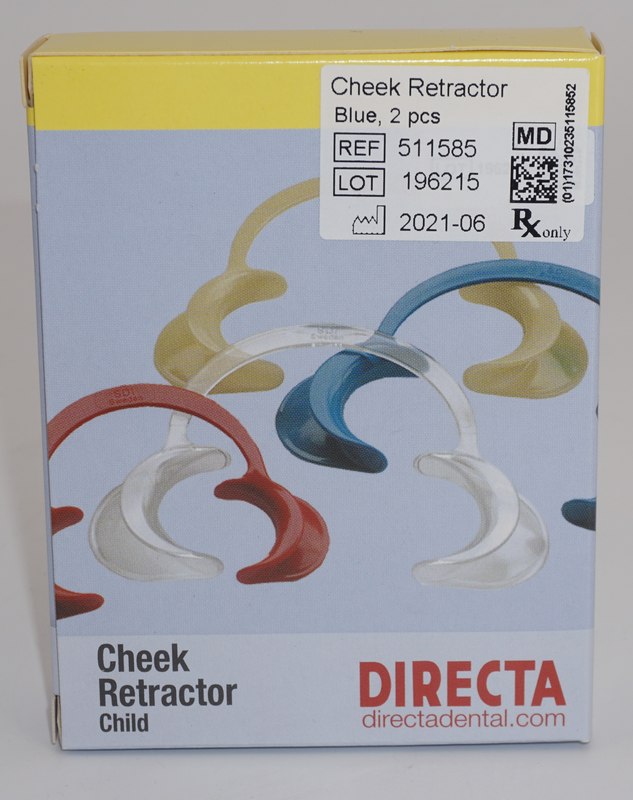 Cheek Retractor
Blue, 2 pcs
REF 511585
LOT 196215
2021-06
MD
(01)17310235115852
Rx only
Cheek
Retractor
Child
DIRECTA
directadental.com